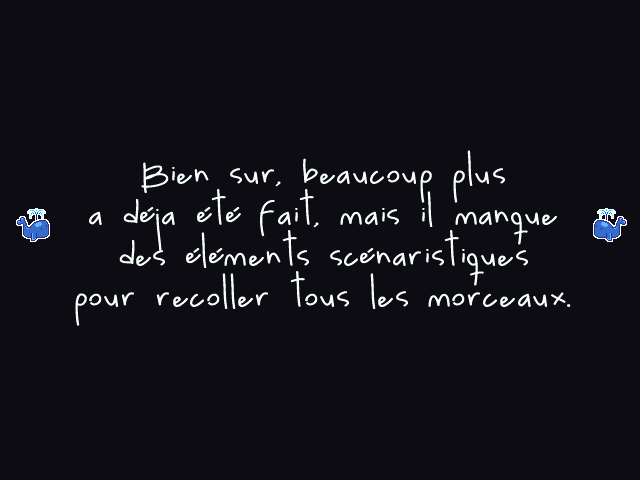 Bien sur, beaucoup plus
a déja été fait, mais il manque
des éléments scénaristiques
pour recoller tous les morceaux.